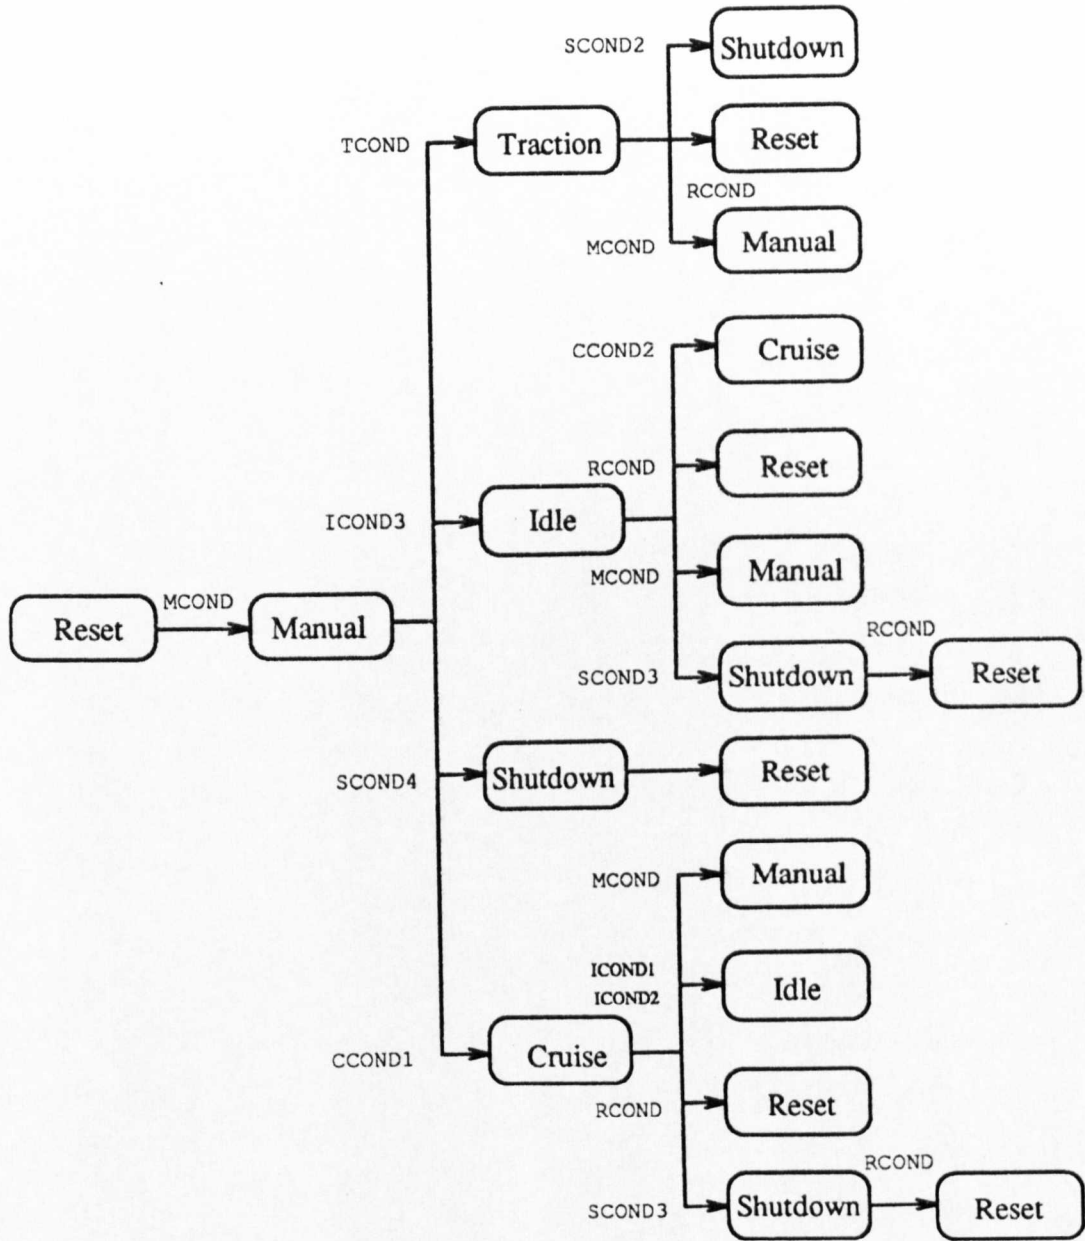 SCOND2
Shutdown
TCOND
Traction
Reset
RCOND
MCOND
Manual
CCOND2
Cruise
RCOND
Reset
ICOND3
Idle
MCOND
Manual
Reset
MCOND
Manual
SCOND3
Shutdown
RCOND
Reset
SCOND4
Shutdown
Reset
MCOND
Manual
ICOND1
ICOND2
Idle
CCOND1
Cruise
RCOND
Reset
SCOND3
Shutdown
RCOND
Reset